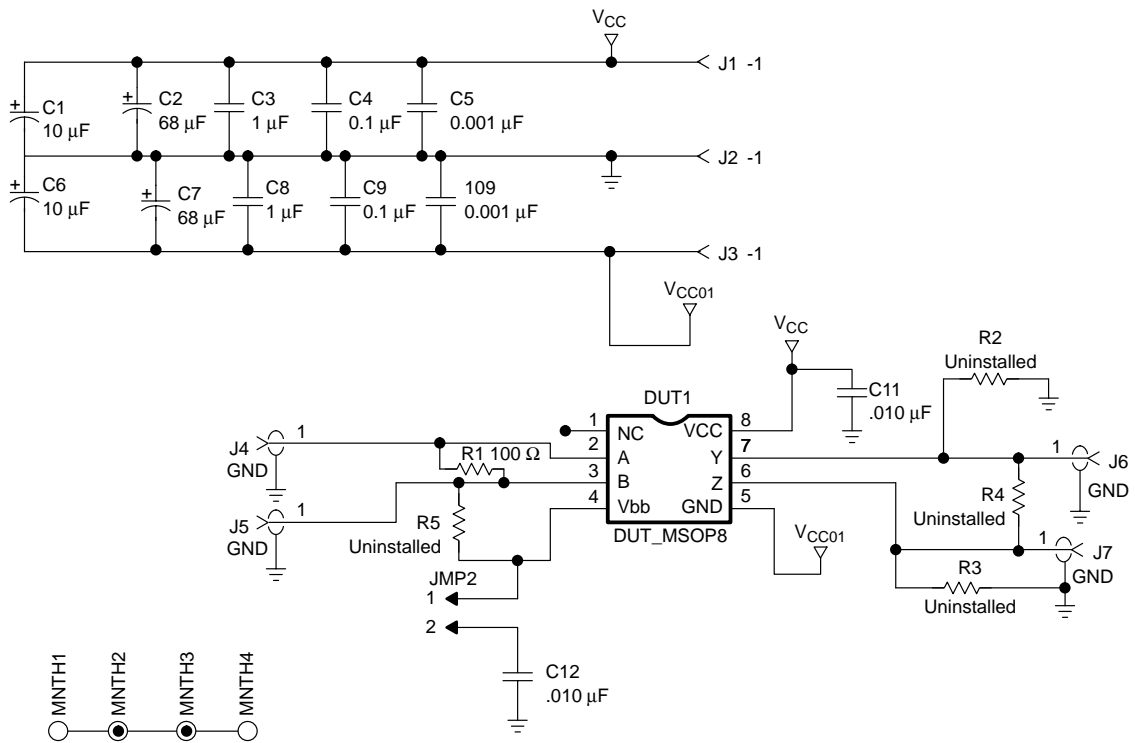 VCC
J1 -1
C1
10 µF
C2
68 µF
C3
1 µF
C4
0.1 µF
C5
0.001 µF
J2 -1
C6
10 µF
C7
68 µF
C8
1 µF
C9
0.1 µF
109
0.001 µF
J3 -1
VCC01
VCC
R2
Uninstalled
C11
.010 µF
DUT1
1
NC
VCC
8
2
A
Y
7
3
B
Z
6
4
Vbb
GND
5
DUT_MSOP8
J4
1
GND
R1 100 Ω
J5
1
GND
R5
Uninstalled
JMP2
1
2
C12
.010 µF
VCC01
1
J6
GND
R4
Uninstalled
1
J7
GND
R3
Uninstalled
MNTH1
MNTH2
MNTH3
MNTH4